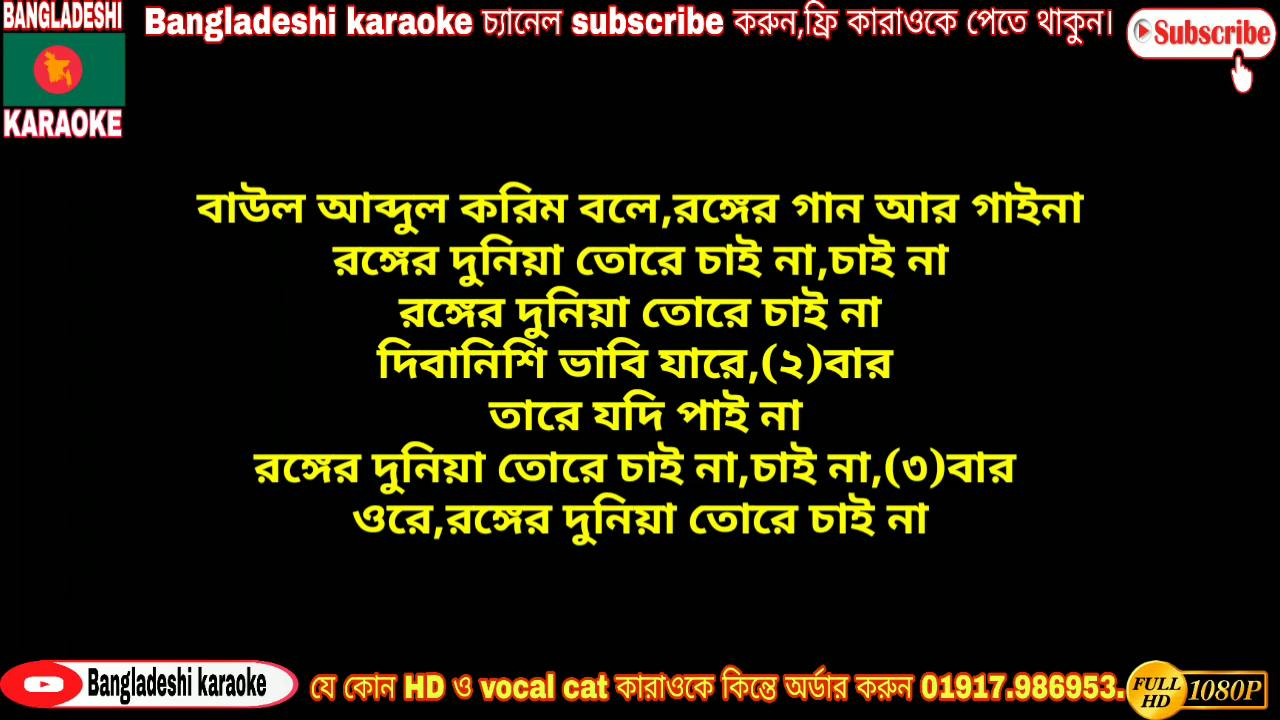 BANGLADESHI
KARAOKE
Bangladeshi karaoke চ্যানেল subscribe করুন,ফ্রি কারাওকে পেতে থাকুন।
Subscribe
বাউল আব্দুল করিম বলে,রঙ্গের গান আর গাইনা
রঙ্গের দুনিয়া তোরে চাই না,চাই না
রঙ্গের দুনিয়া তোরে চাই না
দিবানিশি ভাবি যারে,(২)বার
তারে যদি পাই না
রঙ্গের দুনিয়া তোরে চাই না,চাই না,(৩)বার
ওরে,রঙ্গের দুনিয়া তোরে চাই না
Bangladeshi karaoke
যে কোন HD ও vocal cat কারাওকে কিন্তে অর্ডার করুন 01917.986953.
FULL HD 1080P